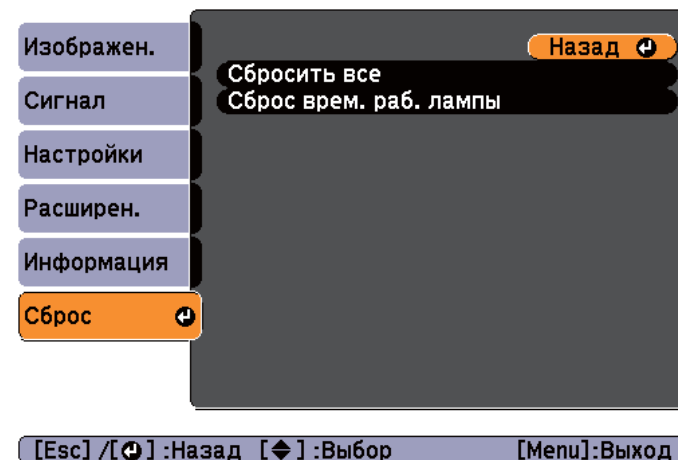 Изображен.
Сигнал
Настройки
Расширен.
Информация
Сброс
Назад
Сбросить все
Сброс врем. раб. лампы
[Esc] /[⏎] :Назад [◆] :Выбор [Menu]:Выход